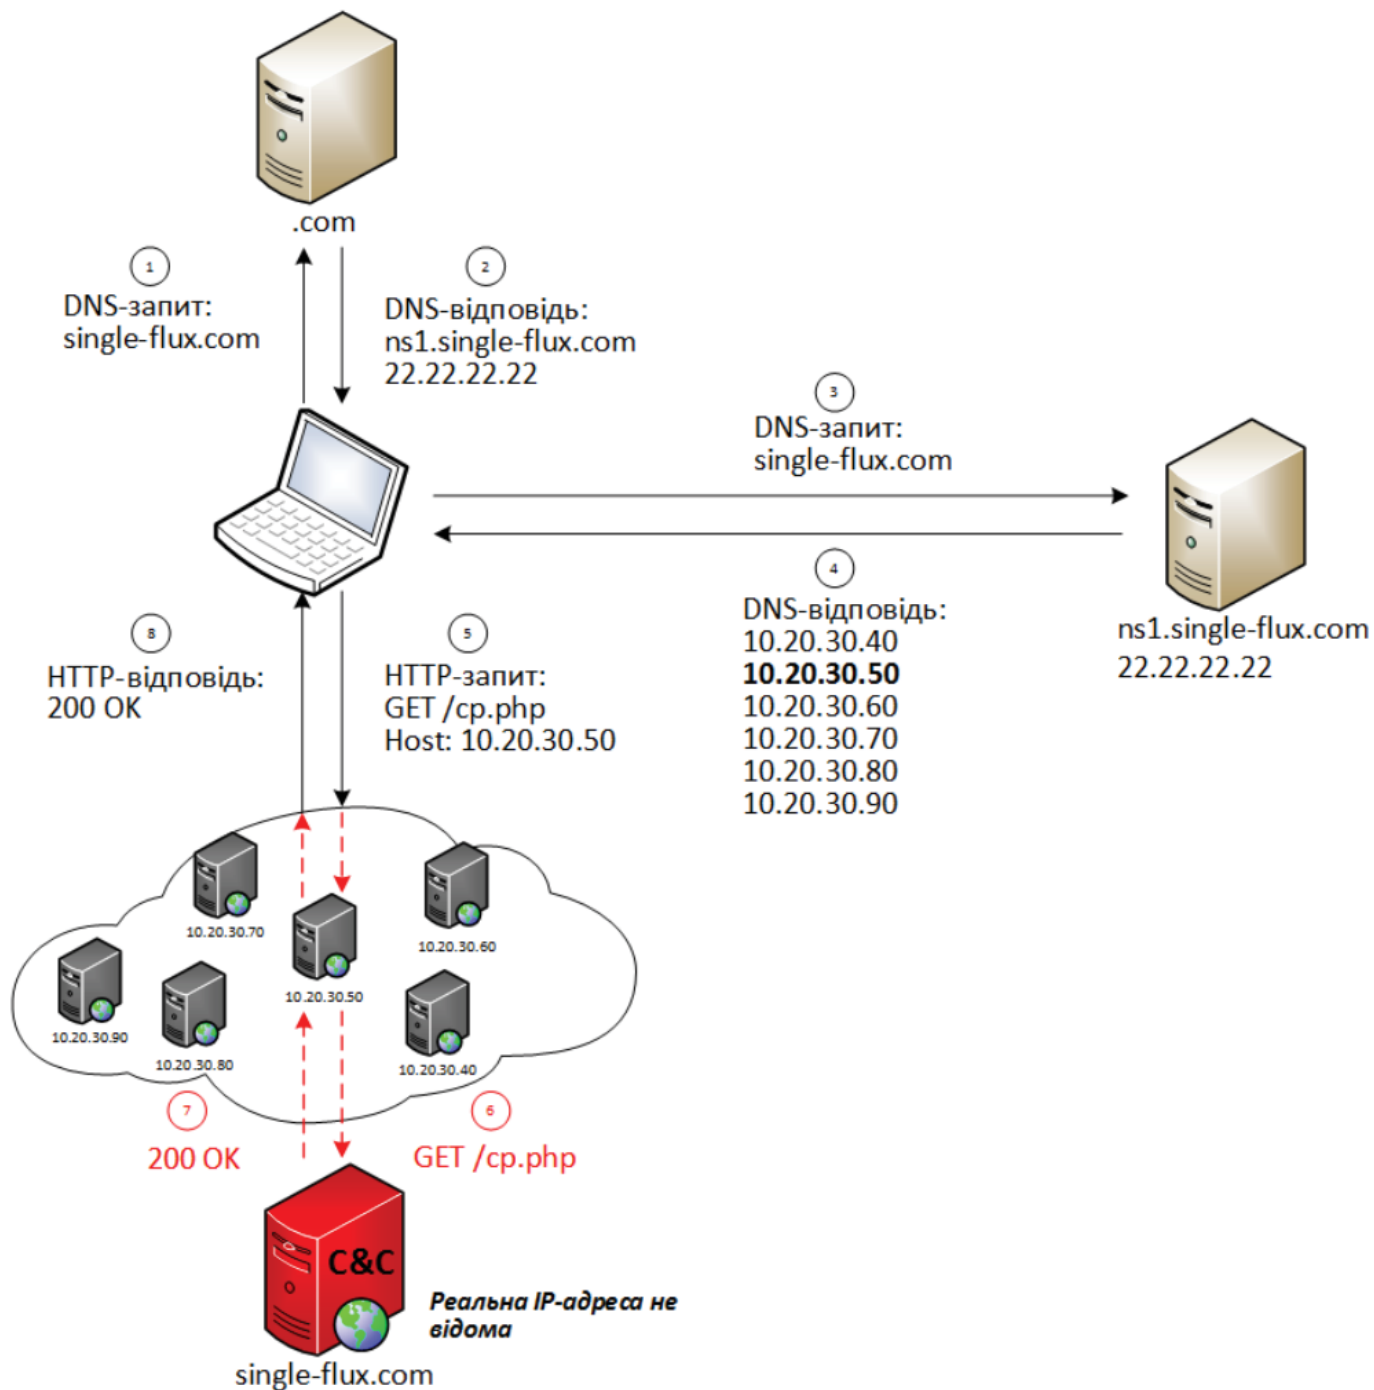 .com
1
DNS-запит:
single-flux.com
2
DNS-відповідь:
ns1.single-flux.com
22.22.22.22
3
DNS-запит:
single-flux.com
4
DNS-відповідь:
10.20.30.40
10.20.30.50
10.20.30.60
10.20.30.70
10.20.30.80
10.20.30.90
ns1.single-flux.com
22.22.22.22
8
HTTP-відповідь:
200 OK
5
HTTP-запит:
GET /cp.php
Host: 10.20.30.50
10.20.30.70
10.20.30.60
10.20.30.50
10.20.30.90
10.20.30.80
10.20.30.40
7
200 OK
6
GET /cp.php
C&C
Реальна IP-адреса не
відома
single-flux.com